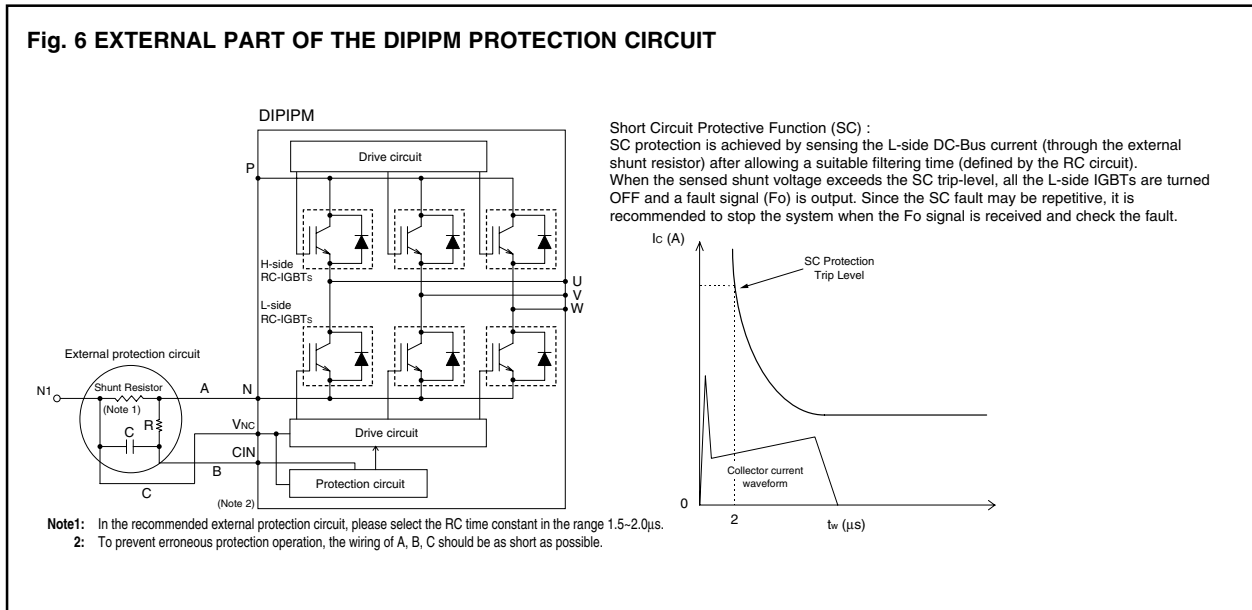 Fig. 6 EXTERNAL PART OF THE DIPIPM PROTECTION CIRCUIT
DIPIPM
Drive circuit
P
H-side
RC-IGBTs
U
V
W
L-side
RC-IGBTs
External protection circuit
N1
Shunt Resistor
(Note 1)
A
N
R
C
VNC
Drive circuit
CIN
B
C
Protection circuit
(Note 2)
Short Circuit Protective Function (SC) :
SC protection is achieved by sensing the L-side DC-Bus current (through the external
shunt resistor) after allowing a suitable filtering time (defined by the RC circuit).
When the sensed shunt voltage exceeds the SC trip-level, all the L-side IGBTs are turned
OFF and a fault signal (Fo) is output. Since the SC fault may be repetitive, it is
recommended to stop the system when the Fo signal is received and check the fault.
Ic (A)
SC Protection
Trip Level
Collector current
waveform
0
2
tw (μs)
Note1: In the recommended external protection circuit, please select the RC time constant in the range 1.5~2.0μs.
2: To prevent erroneous protection operation, the wiring of A, B, C should be as short as possible.